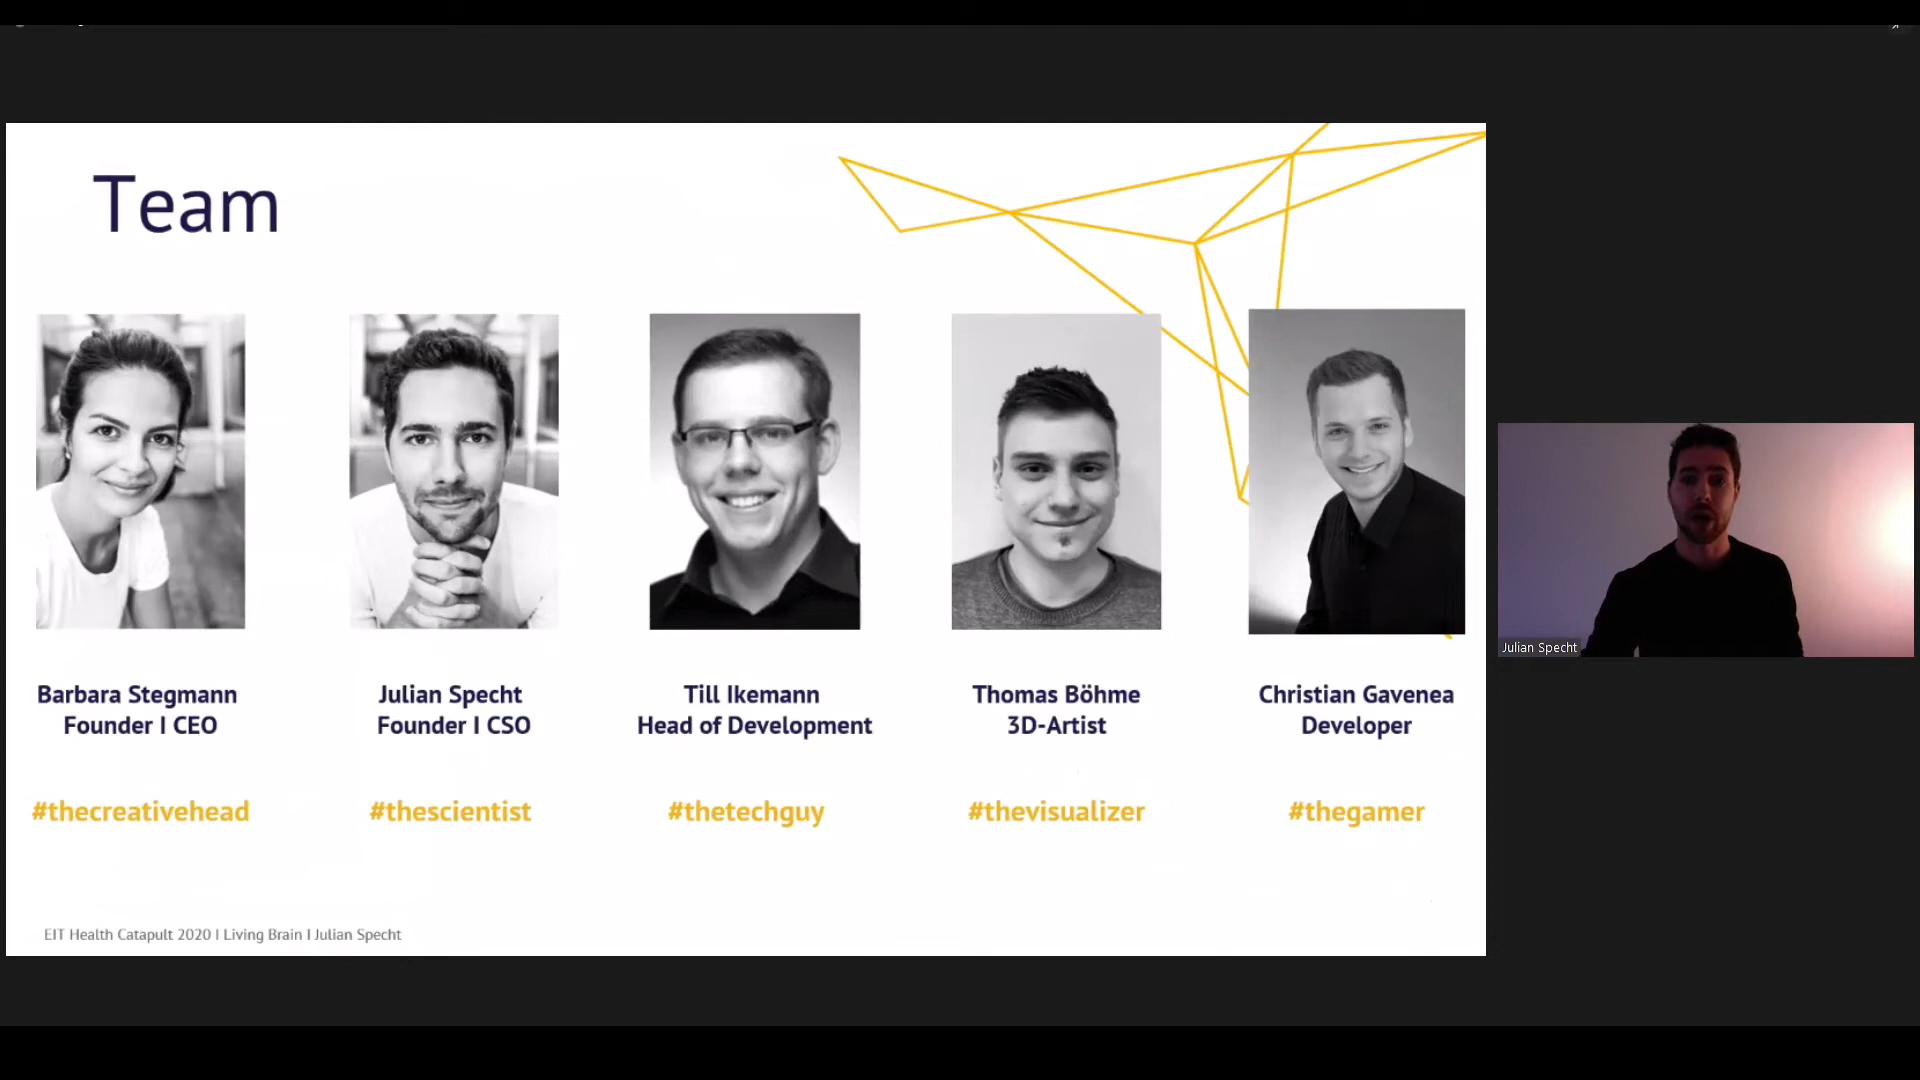 Team
Barbara Stegmann
Founder I CEO
#thecreativehead
Julian Specht
Founder I CSO
#thescientist
Till Ikemann
Head of Development
#thetechguy
Thomas Böhme
3D-Artist
#thevisualizer
Christian Gavenea
Developer
#thegamer
EIT Health Catapult 2020 I Living Brain I Julian Specht
Julian Specht